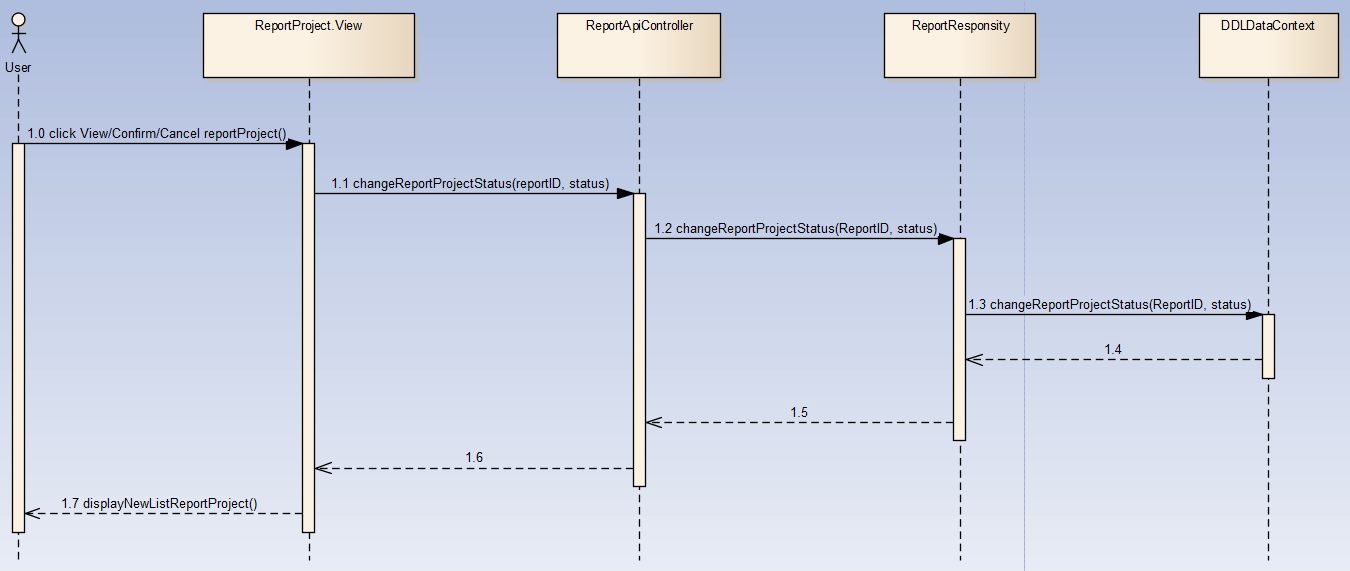 ReportProject.View
ReportApiController
ReportResponsity
DDLDataContext
User
1.0 click View/Confirm/Cancel reportProject()
1.1 changeReportProjectStatus(reportID, status)
1.2 changeReportProjectStatus(ReportID, status)
1.3 changeReportProjectStatus(ReportID, status)
1.4
1.5
1.6
1.7 displayNewListReportProject()